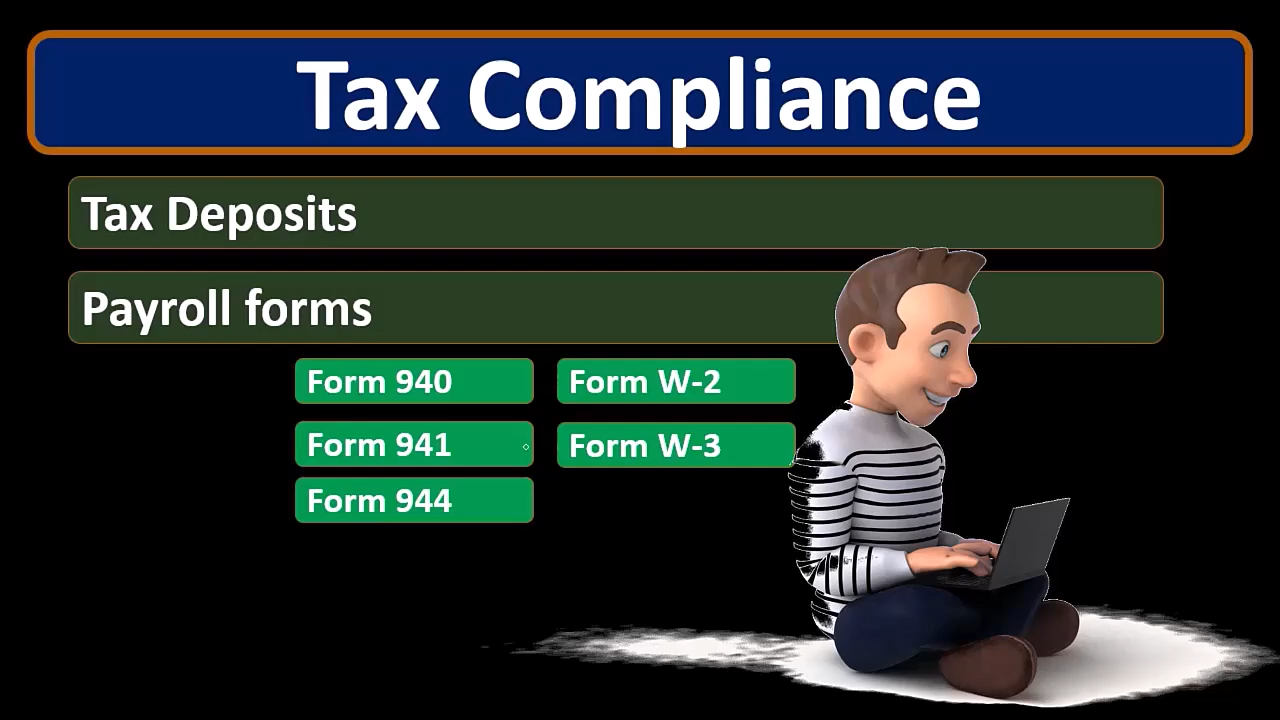 Tax Compliance
Tax Deposits
Payroll forms
Form 940
Form W-2
Form 941
Form W-3
Form 944